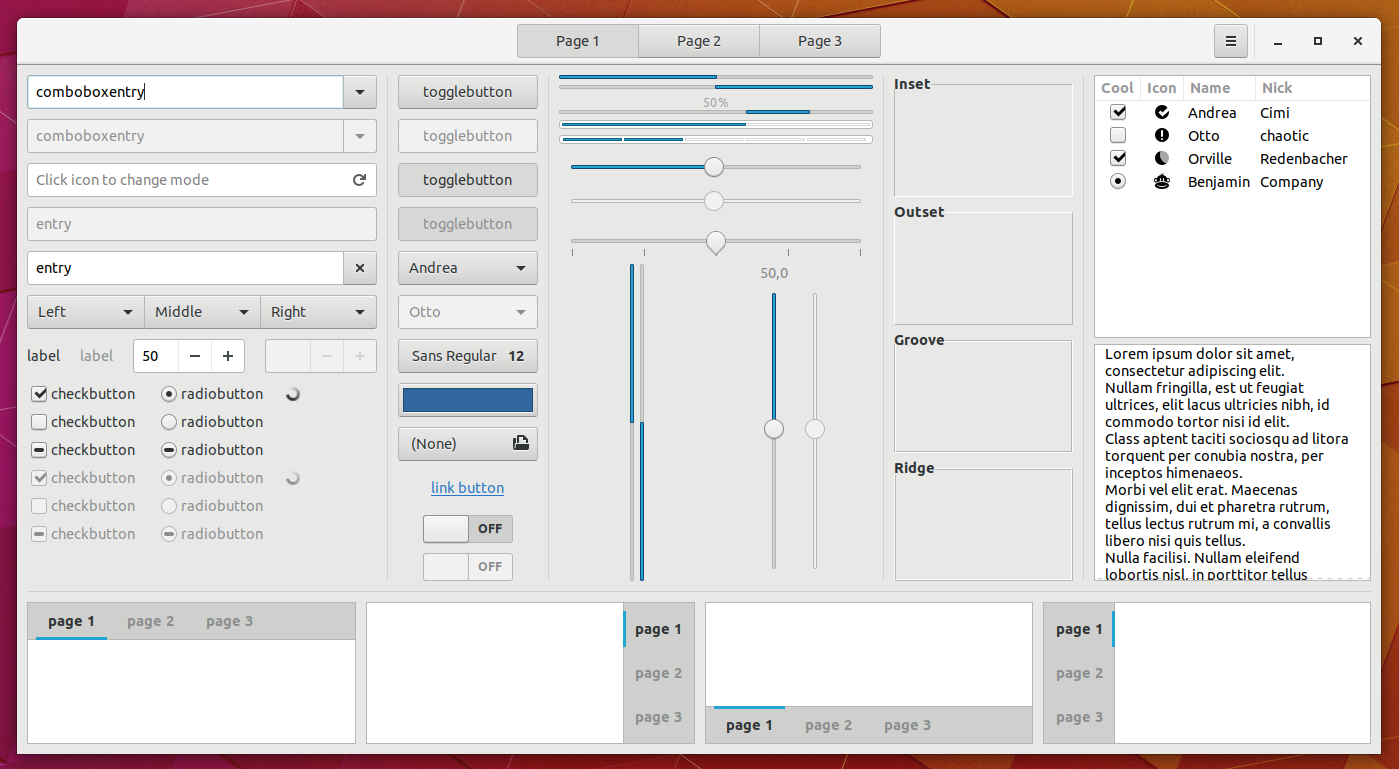 Page 1
Page 2
Page 3
comboboxentry
comboboxentry
Click icon to change mode
entry
entry
Left
Middle
Right
label
label
50
checkbutton
radiobutton
checkbutton
radiobutton
checkbutton
radiobutton
checkbutton
radiobutton
checkbutton
radiobutton
checkbutton
radiobutton
togglebutton
togglebutton
togglebutton
togglebutton
Andrea
Otto
Sans Regular 12
(None)
link button
OFF
OFF
50%
50,0
Inset
Outset
Groove
Ridge
Cool Icon Name Nick
Andrea Cimi
Otto chaotic
Orville Redenbacher
Benjamin Company
Lorem ipsum dolor sit amet,
consectetur adipiscing elit.
Nullam fringilla, est ut feugiat
ultrices, elit lacus ultricies nibh, id
commodo tortor nisi id elit.
Class aptent taciti sociosqu ad litora
torquent per conubia nostra, per
inceptos himenaeos.
Morbi vel elit erat. Maecenas
dignissim, dui et pharetra rutrum,
tellus lectus rutrum mi, a convallis
libero nisi quis tellus.
Nulla facilisi. Nullam eleifend
lobortis nisl, in porttitor tellus
page 1
page 2
page 3
page 1
page 2
page 3
page 1
page 2
page 3
page 1
page 2
page 3